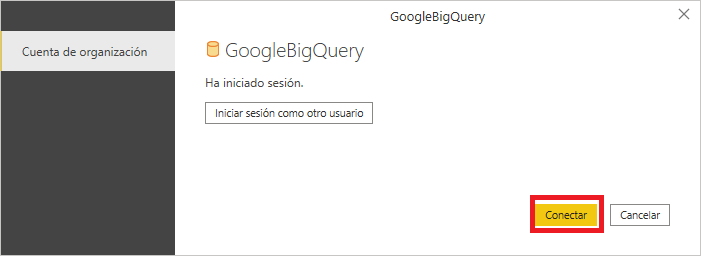 GoogleBigQuery
Cuenta de organización
GoogleBigQuery
Ha iniciado sesión.
Iniciar sesión como otro usuario
Conectar
Cancelar